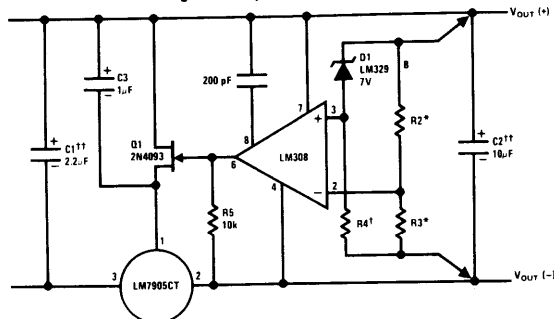 VOUT (+)
D1
LM329
7V
B
C3
1µF
200 pF
7
3
R2*
C1††
2.2µF
Q1
2N4093
8
6
LM308
4
2
C2††
10µF
R5
10k
R4†
R3*
1
3
LM7905CT
2
VOUT (−)